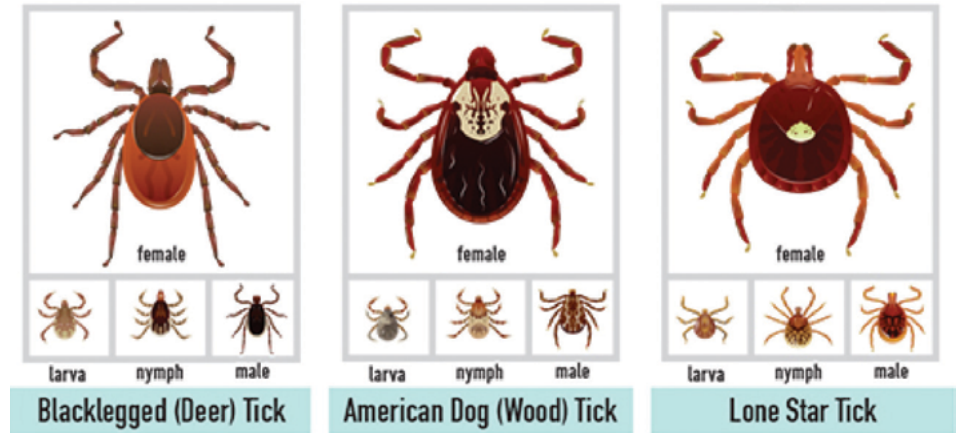 female
female
female
larva nymph male
larva nymph male
larva nymph male
Blacklegged (Deer) Tick
American Dog (Wood) Tick
Lone Star Tick